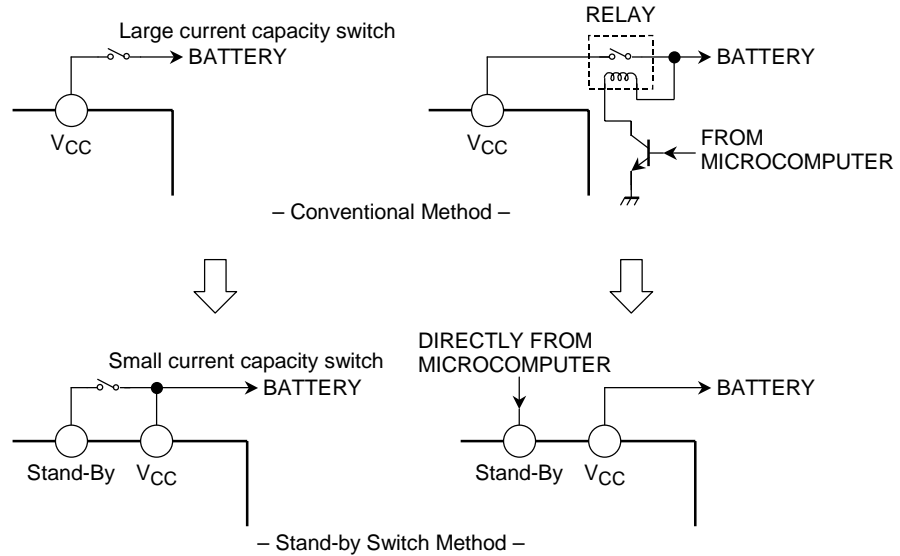 Large current capacity switch
BATTERY
VCC
RELAY
BATTERY
VCC
FROM
MICROCOMPUTER
– Conventional Method –
Small current capacity switch
BATTERY
Stand-By
VCC
DIRECTLY FROM
MICROCOMPUTER
BATTERY
Stand-By
VCC
– Stand-by Switch Method –